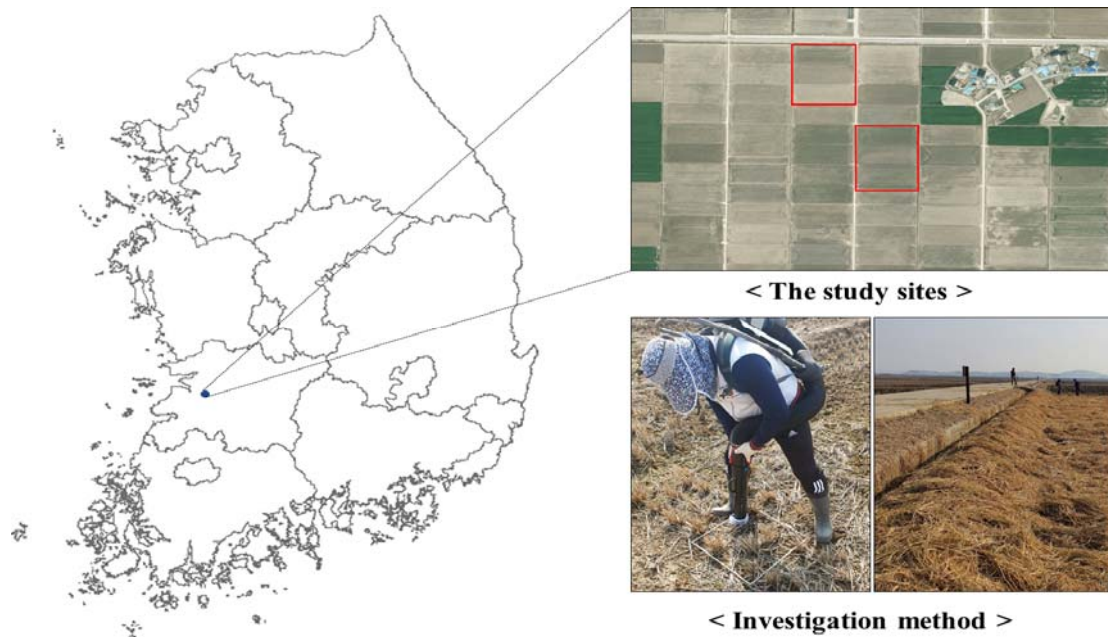 < The study sites >
< Investigation method >